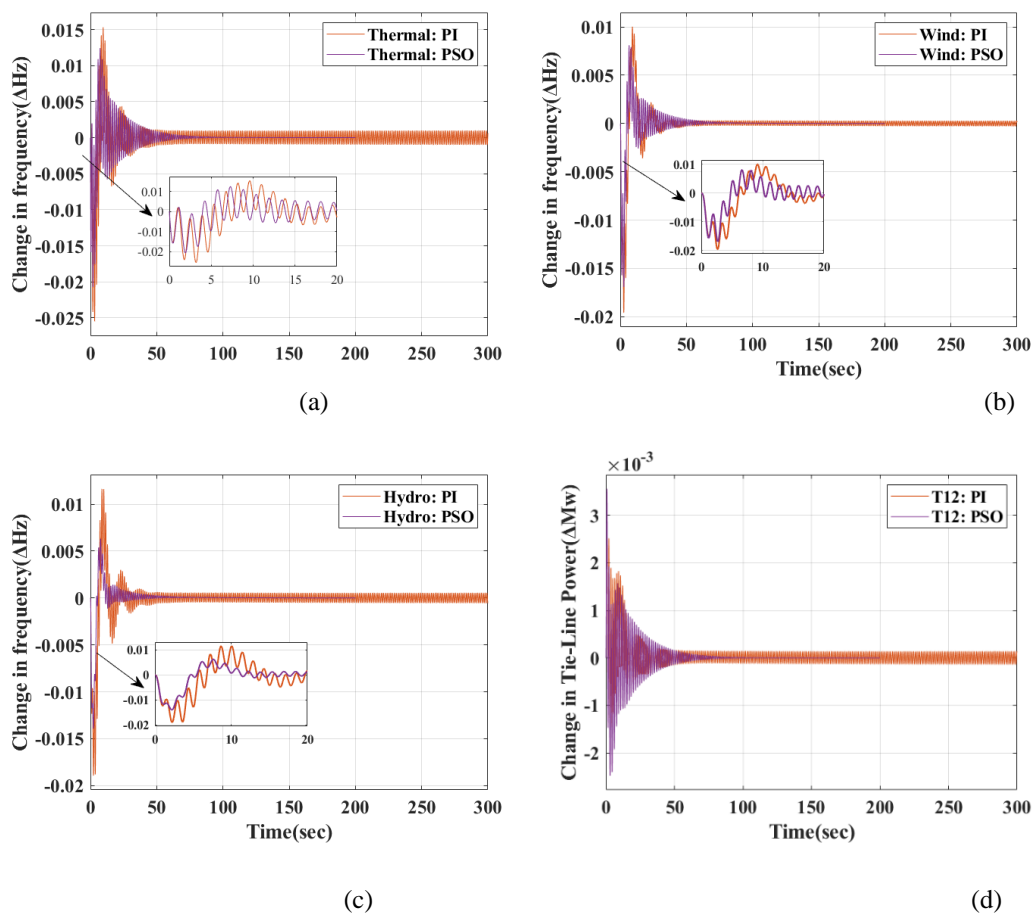 Thermal: PI
Thermal: PSO
Change in frequency(ΔHz)
0.015
0.01
0.005
0
-0.005
-0.01
-0.015
-0.02
-0.025
0.01
0
-0.01
-0.02
0 5 10 15 20
0 50 100 150 200 250 300
(a)
Wind: PI
Wind: PSO
Change in frequency(ΔHz)
0.01
0.005
0
-0.005
-0.01
-0.015
-0.02
0.01
0
-0.01
-0.02
0 10 20
0 50 100 150 200 250 300
Time(sec)
(b)
Hydro: PI
Hydro: PSO
Change in frequency(ΔHz)
0.01
0.005
0
-0.005
-0.01
-0.015
-0.02
0.01
0
-0.01
-0.02
0 10 20
0 50 100 150 200 250 300
Time(sec)
(c)
×10⁻³
T12: PI
T12: PSO
Change in Tie-Line Power(ΔMw)
3
2
1
0
-1
-2
0 50 100 150 200 250 300
Time(sec)
(d)